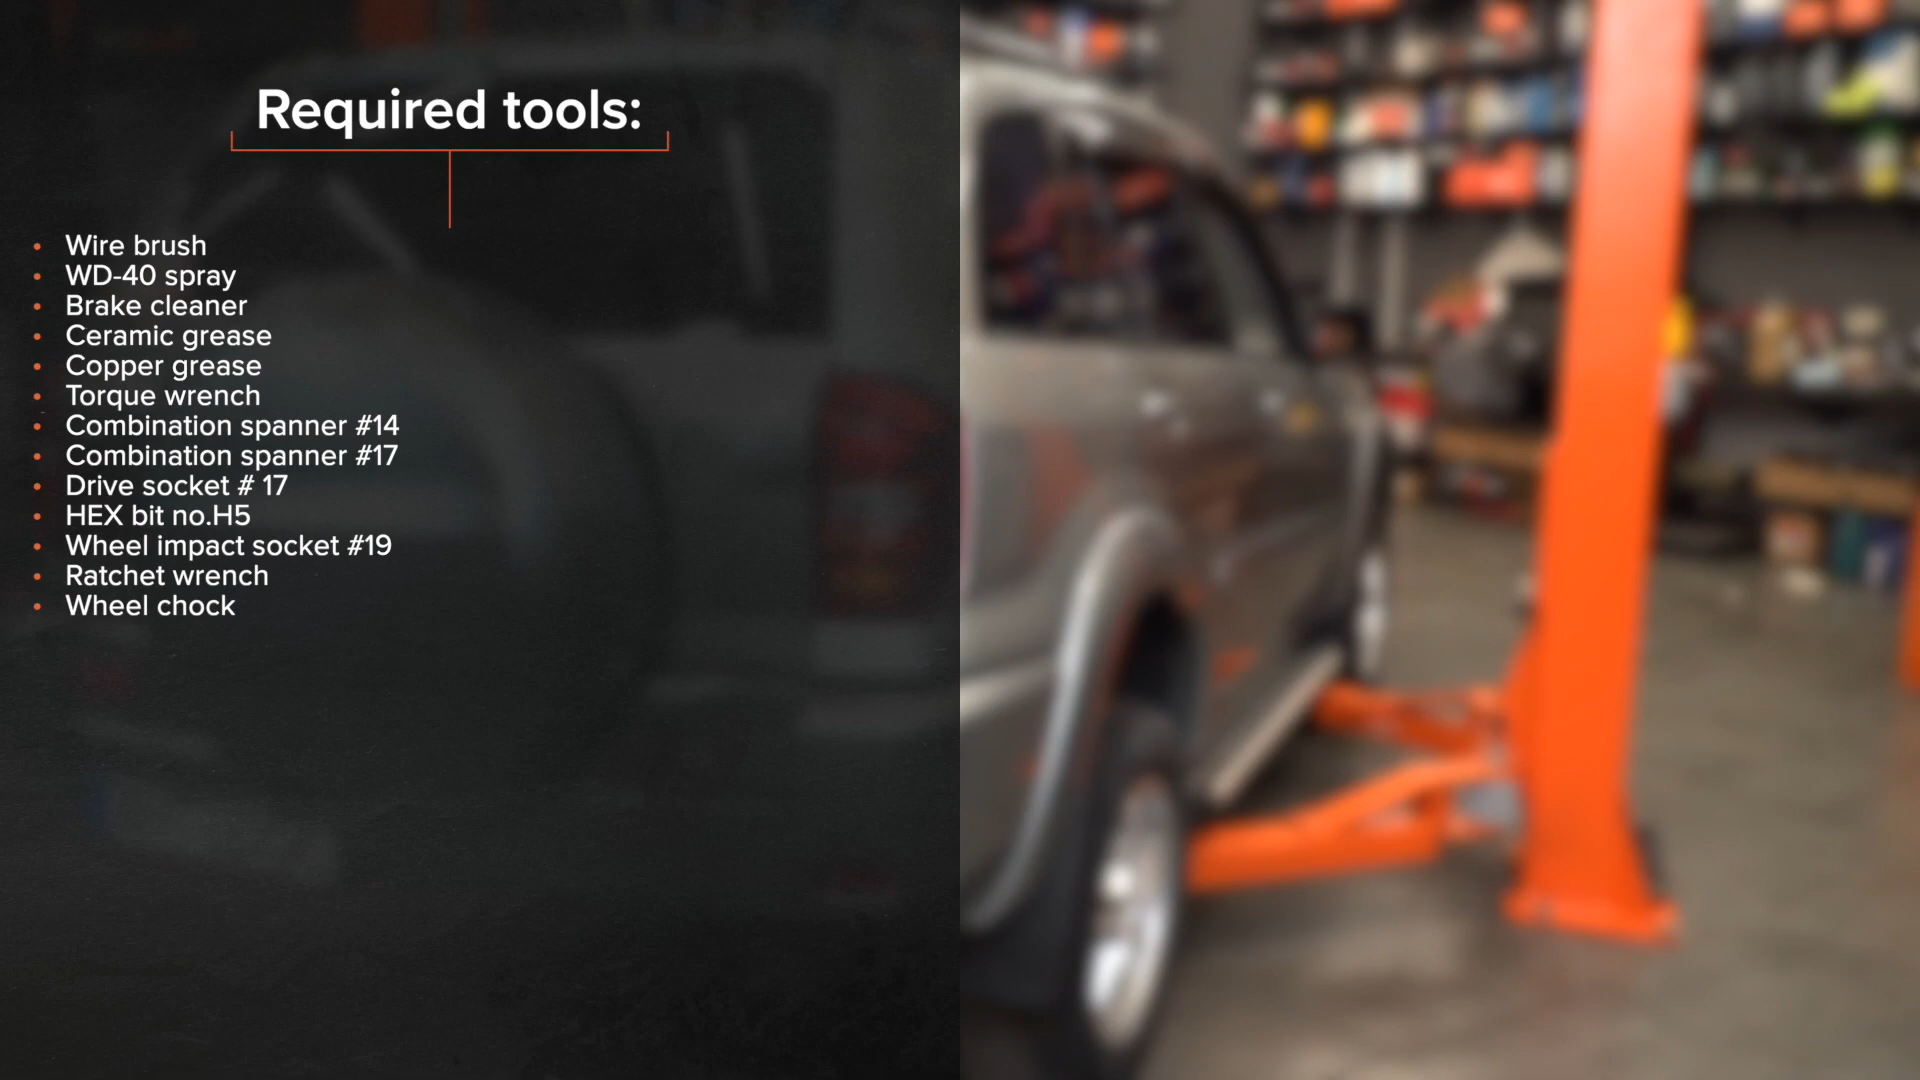 Required tools:
Wire brush
WD-40 spray
Brake cleaner
Ceramic grease
Copper grease
Torque wrench
Combination spanner #14
Combination spanner #17
Drive socket # 17
HEX bit no.H5
Wheel impact socket #19
Ratchet wrench
Wheel chock